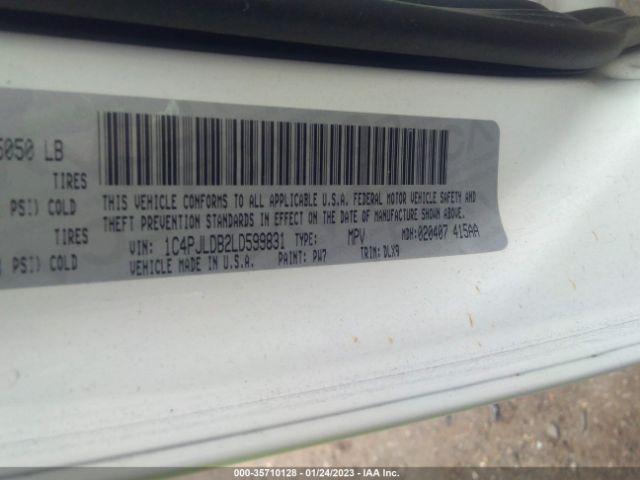 5050 LB
TIRES
PSI) COLD
TIRES
PSI) COLD
THIS VEHICLE CONFORMS TO ALL APPLICABLE U.S.A. FEDERAL MOTOR VEHICLE SAFETY AND
THEFT PREVENTION STANDARDS IN EFFECT ON THE DATE OF MANUFACTURE SHOWN ABOVE.
VIN: 1C4PJLDB2LD599831 TYPE: MPV MDH:020407 415AA
VEHICLE MADE IN U.S.A. PAINT: PW7 TRIM: DLX9
000-35710128 - 01/24/2023 - IAA Inc.